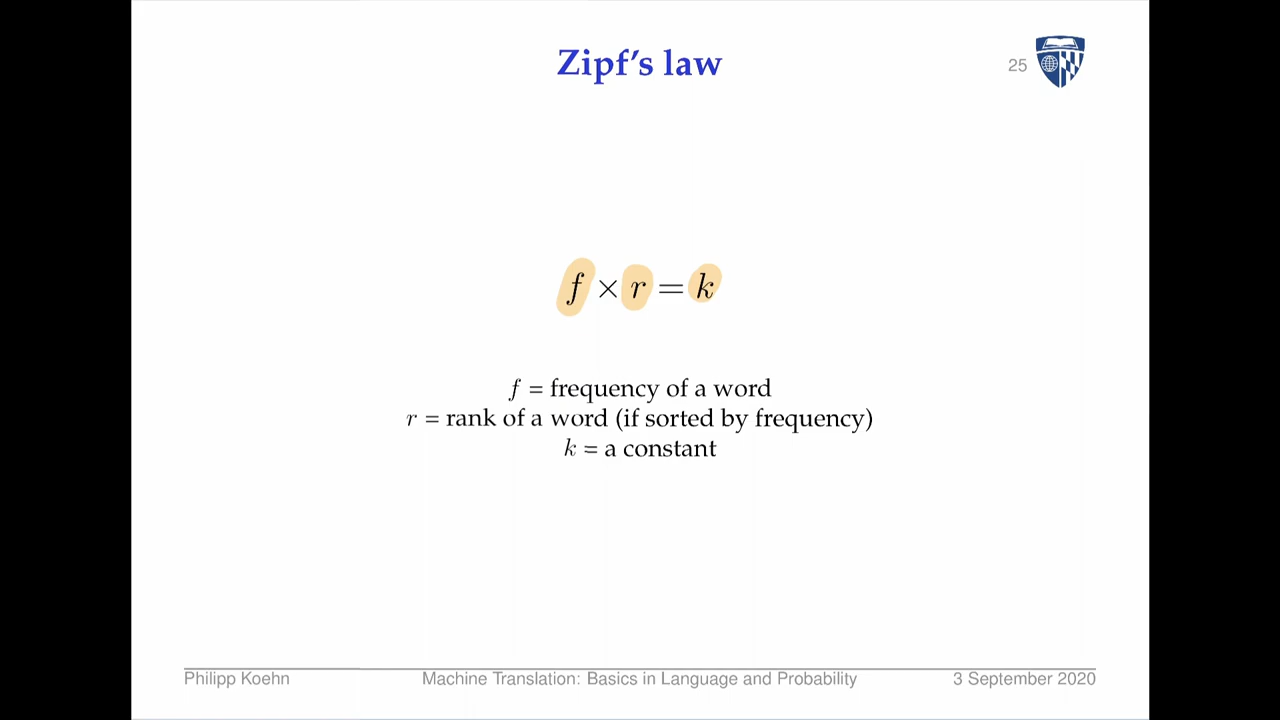 Zipf's law
25
f × r = k
f = frequency of a word
r = rank of a word (if sorted by frequency)
k = a constant
Philipp Koehn
Machine Translation: Basics in Language and Probability
3 September 2020